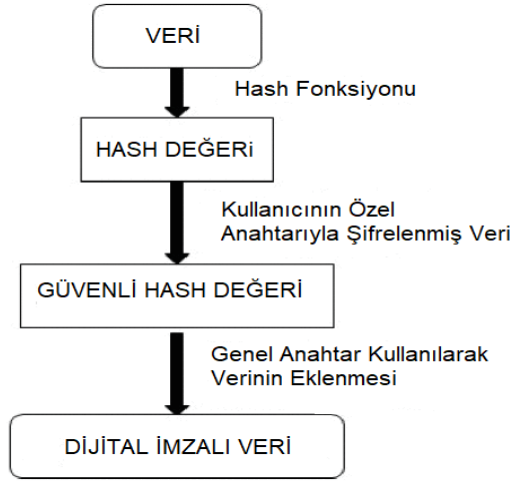 VERİ
Hash Fonksiyonu
HASH DEĞERi
Kullanıcının Özel
Anahtarıyla Şifrelenmiş Veri
GÜVENLİ HASH DEĞERİ
Genel Anahtar Kullanılarak
Verinin Eklenmesi
DİJİTAL İMZALI VERİ